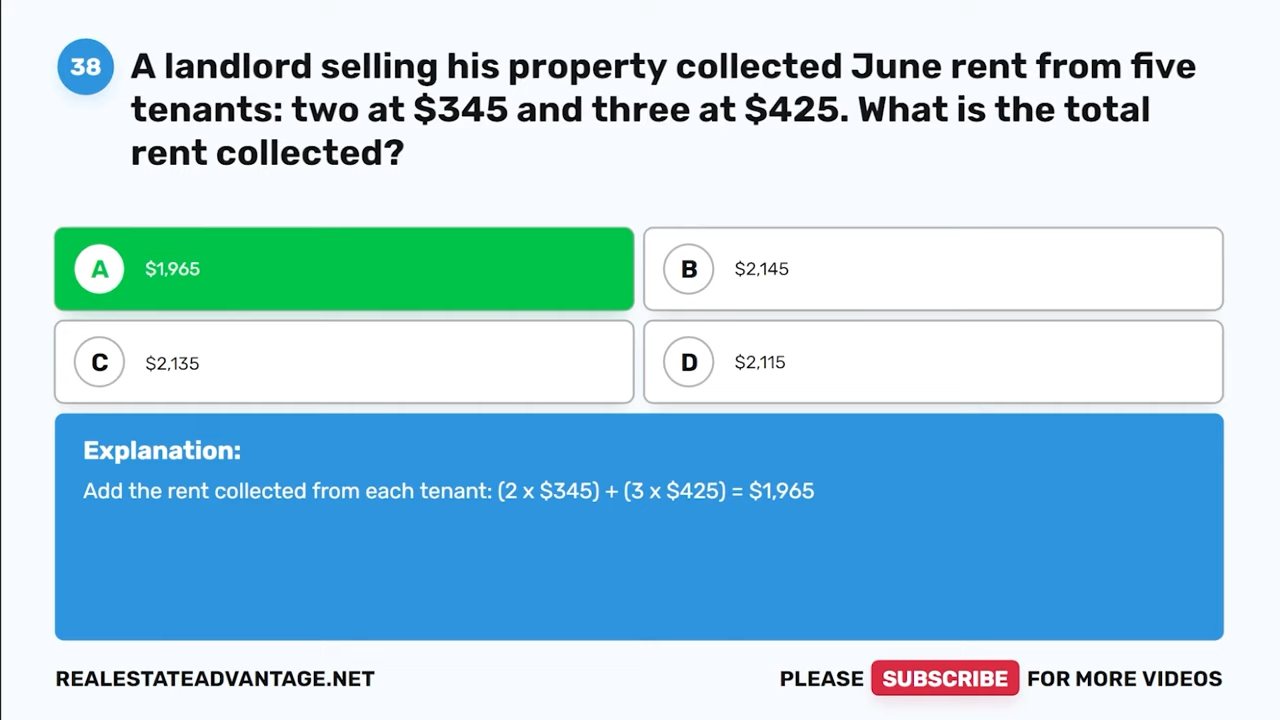 38
A landlord selling his property collected June rent from five
tenants: two at $345 and three at $425. What is the total
rent collected?
A $1,965
B $2,145
C $2,135
D $2,115
Explanation:
Add the rent collected from each tenant: (2 x $345) + (3 x $425) = $1,965
REALESTATEADVANTAGE.NET
PLEASE SUBSCRIBE FOR MORE VIDEOS